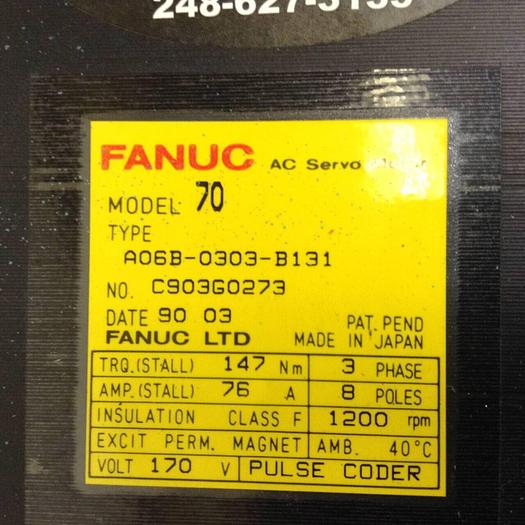 FANUC AC Servo Motor
MODEL 70
TYPE
A06B-0303-B131
NO. C903G0273
DATE 90 03
PAT. PEND
FANUC LTD MADE IN JAPAN
TRQ.(STALL) 147 Nm 3 PHASE
AMP.(STALL) 76 A 8 POLES
INSULATION CLASS F 1200 rpm
EXCIT PERM. MAGNET AMB. 40°C
VOLT 170 V PULSE CODER